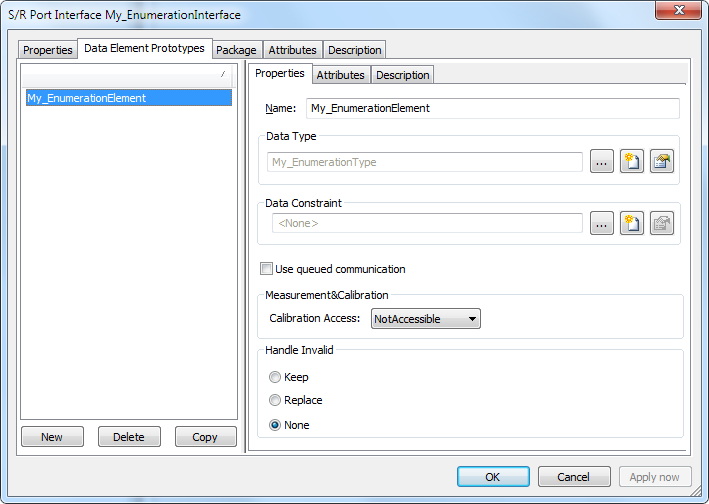 S/R Port Interface My_EnumerationInterface
Properties Data Element Prototypes Package Attributes Description
My_EnumerationElement
New Delete Copy
Properties Attributes Description
Name: My_EnumerationElement
Data Type
My_EnumerationType ...
Data Constraint
<None> ...
Use queued communication
Measurement&Calibration
Calibration Access: NotAccessible
Handle Invalid
Keep
Replace
None
OK Cancel Apply now